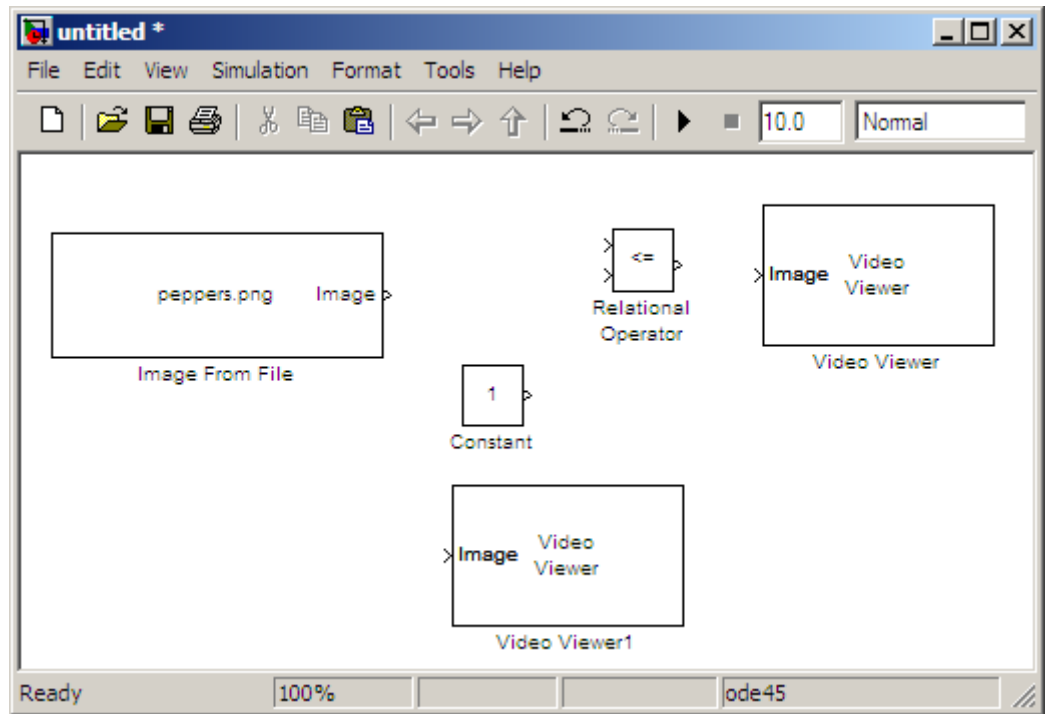 untitled *
File Edit View Simulation Format Tools Help
10.0 Normal
peppers.png Image
Image From File
<=
Relational
Operator
Image Video
Viewer
Video Viewer
1
Constant
Image Video
Viewer
Video Viewer1
Ready 100% ode45